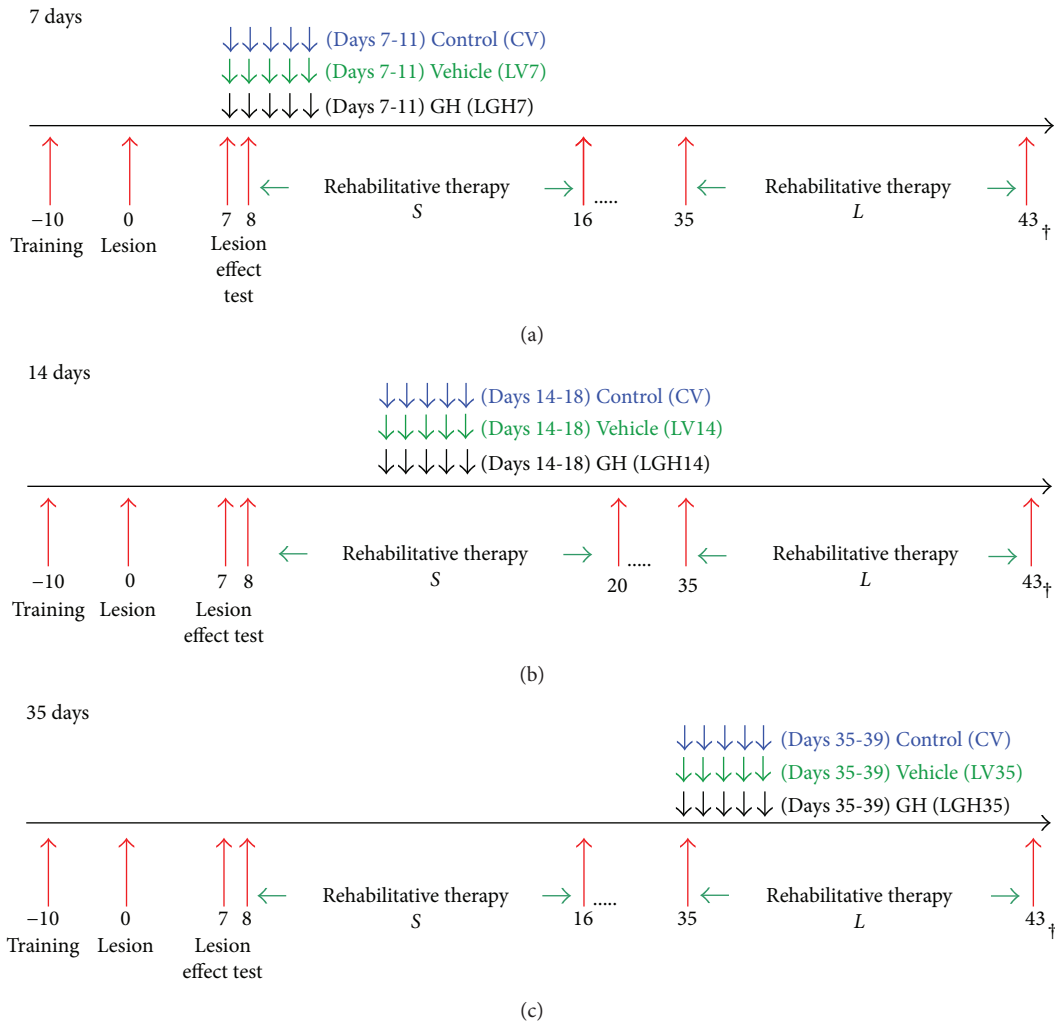 7 days
(Days 7-11) Control (CV)
(Days 7-11) Vehicle (LV7)
(Days 7-11) GH (LGH7)
Rehabilitative therapy
S
Rehabilitative therapy
L
.....
−10 0 7 8 16 35 43 †
Training Lesion Lesion
effect
test
(a)
14 days
(Days 14-18) Control (CV)
(Days 14-18) Vehicle (LV14)
(Days 14-18) GH (LGH14)
Rehabilitative therapy
S
Rehabilitative therapy
L
.....
−10 0 7 8 20 35 43 †
Training Lesion Lesion
effect test
(b)
35 days
(Days 35-39) Control (CV)
(Days 35-39) Vehicle (LV35)
(Days 35-39) GH (LGH35)
Rehabilitative therapy
S
Rehabilitative therapy
L
.....
−10 0 7 8 16 35 43 †
Training Lesion Lesion
effect test
(c)